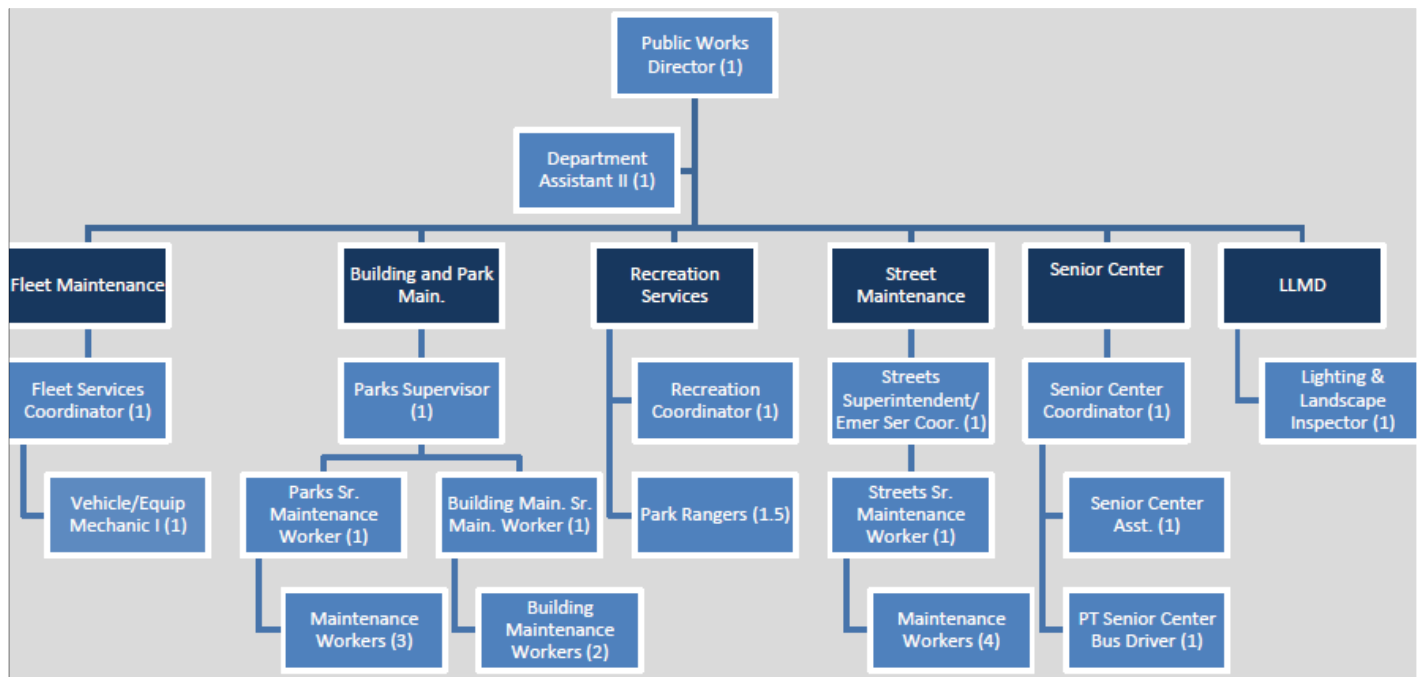 Public Works
Director (1)
Department
Assistant II (1)
Fleet Maintenance
Building and Park
Main.
Recreation
Services
Street
Maintenance
Senior Center
LLMD
Fleet Services
Coordinator (1)
Parks Supervisor
(1)
Recreation
Coordinator (1)
Streets
Superintendent/
Emer Ser Coor. (1)
Senior Center
Coordinator (1)
Lighting &
Landscape
Inspector (1)
Vehicle/Equip
Mechanic I (1)
Parks Sr.
Maintenance
Worker (1)
Building Main. Sr.
Main. Worker (1)
Park Rangers (1.5)
Streets Sr.
Maintenance
Worker (1)
Senior Center
Asst. (1)
Maintenance
Workers (3)
Building
Maintenance
Workers (2)
Maintenance
Workers (4)
PT Senior Center
Bus Driver (1)